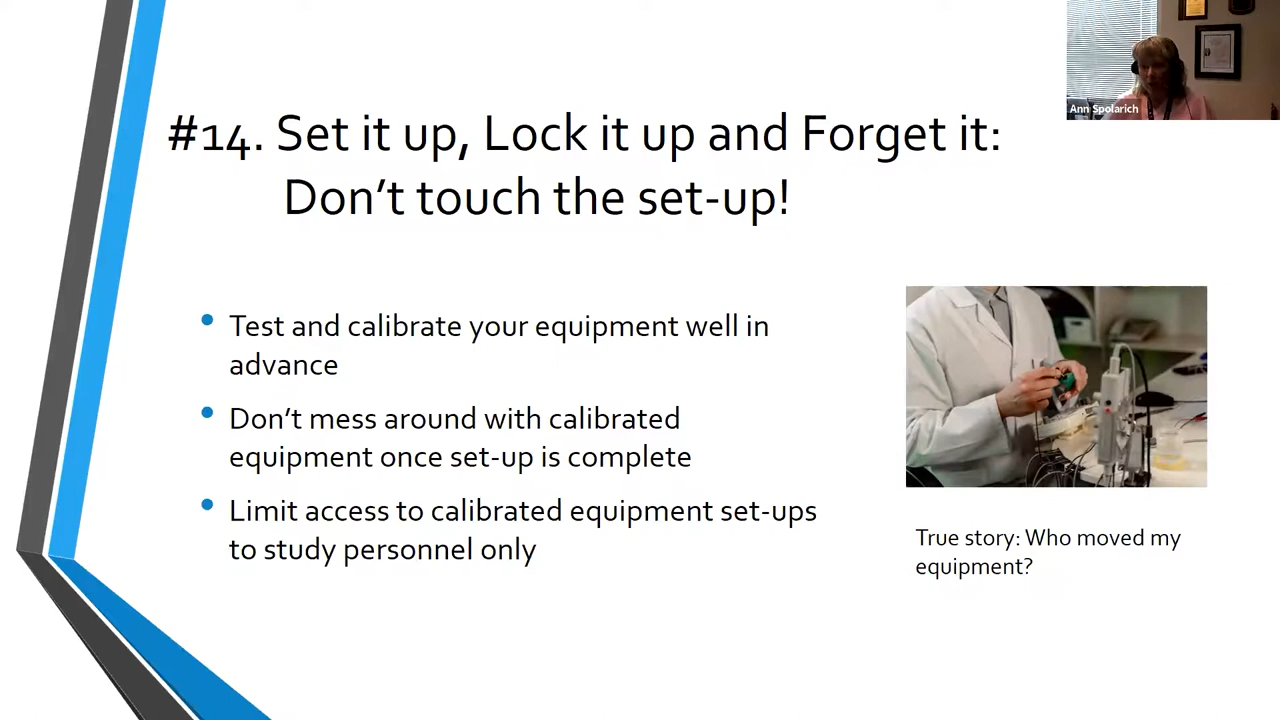 Ann Spolarich
#14. Set it up, Lock it up and Forget it:
Don’t touch the set-up!
• Test and calibrate your equipment well in
advance
• Don’t mess around with calibrated
equipment once set-up is complete
• Limit access to calibrated equipment set-ups
to study personnel only
True story: Who moved my
equipment?